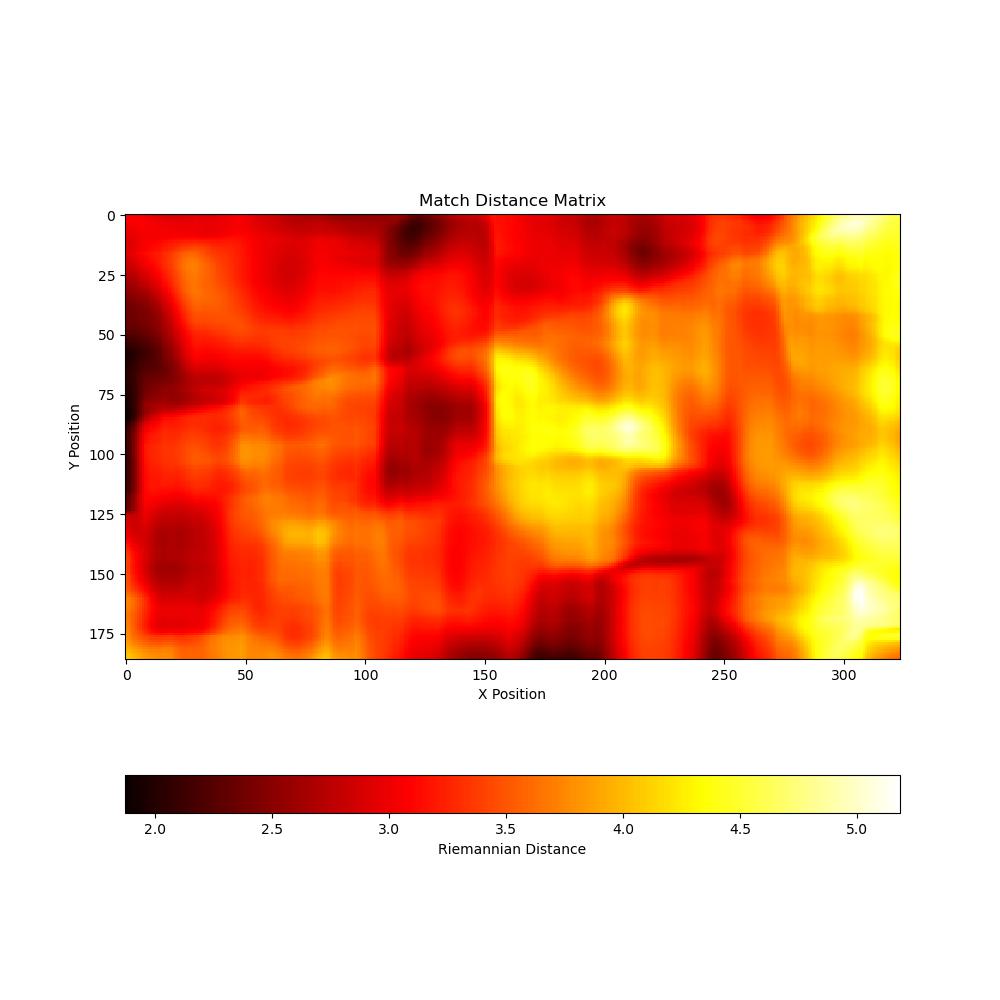 Match Distance Matrix
0
25
50
75
100
125
150
175
Y Position
0 50 100 150 200 250 300
X Position
2.0 2.5 3.0 3.5 4.0 4.5 5.0
Riemannian Distance